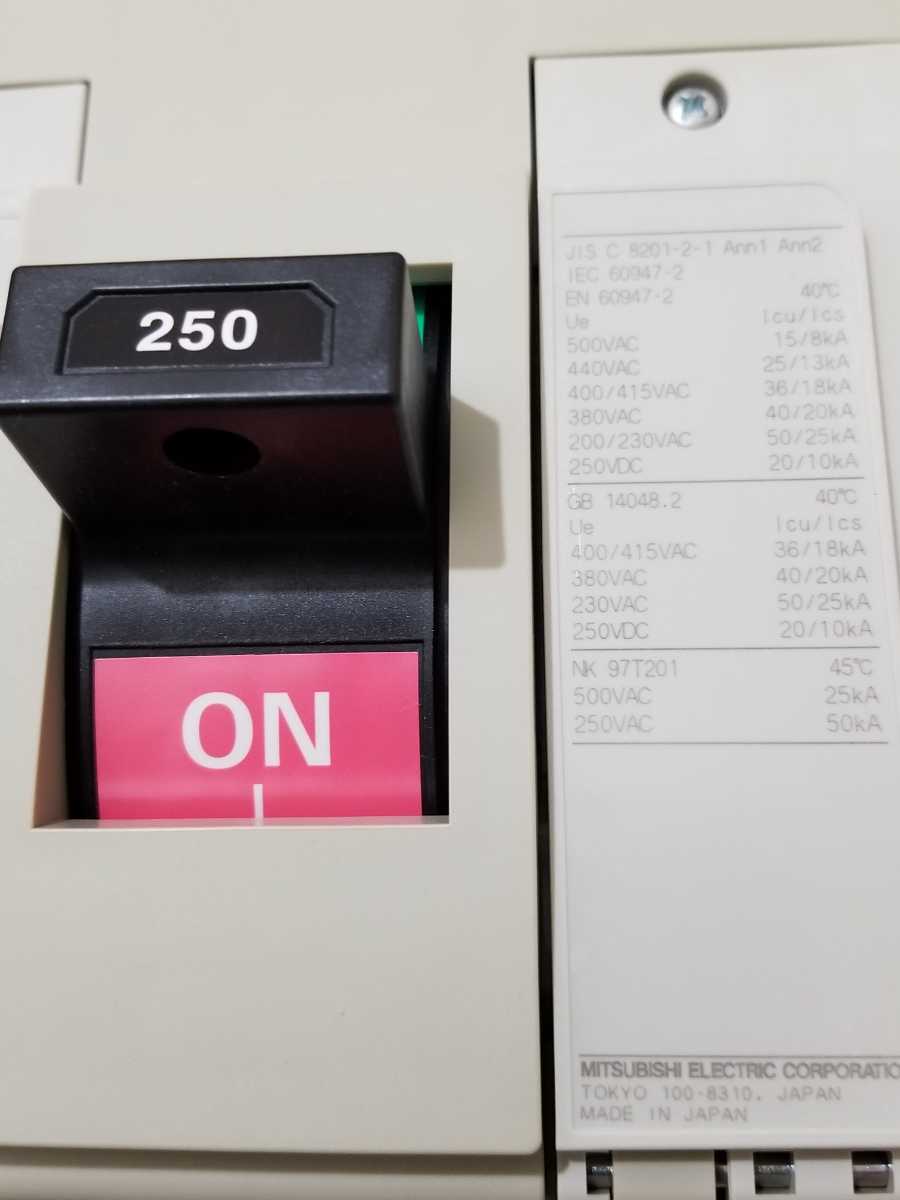 250
ON
JIS C 8201-2-1 Ann1 Ann2
IEC 60947-2
EN 60947-2 40℃
Ue Icu/Ics
500VAC 15/8kA
440VAC 25/13kA
400/415VAC 36/18kA
380VAC 40/20kA
200/230VAC 50/25kA
250VDC 20/10kA
GB 14048.2 40℃
Ue Icu/Ics
400/415VAC 36/18kA
380VAC 40/20kA
230VAC 50/25kA
250VDC 20/10kA
NK 97T201 45℃
500VAC 25kA
250VAC 50kA
MITSUBISHI ELECTRIC CORPORATIO
TOKYO 100-8310, JAPAN
MADE IN JAPAN